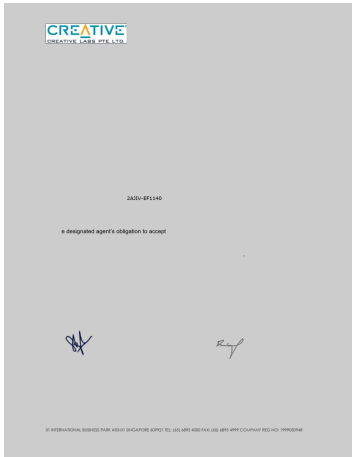 CREATIVE
CREATIVE LABS PTE. LTD.
2AJIV-EF1140
e designated agent's obligation to accept
31 INTERNATIONAL BUSINESS PARK #03-01 SINGAPORE 609921 TEL: (65) 6895 4000 FAX: (65) 6895 4999 COMPANY REG NO: 199905094R